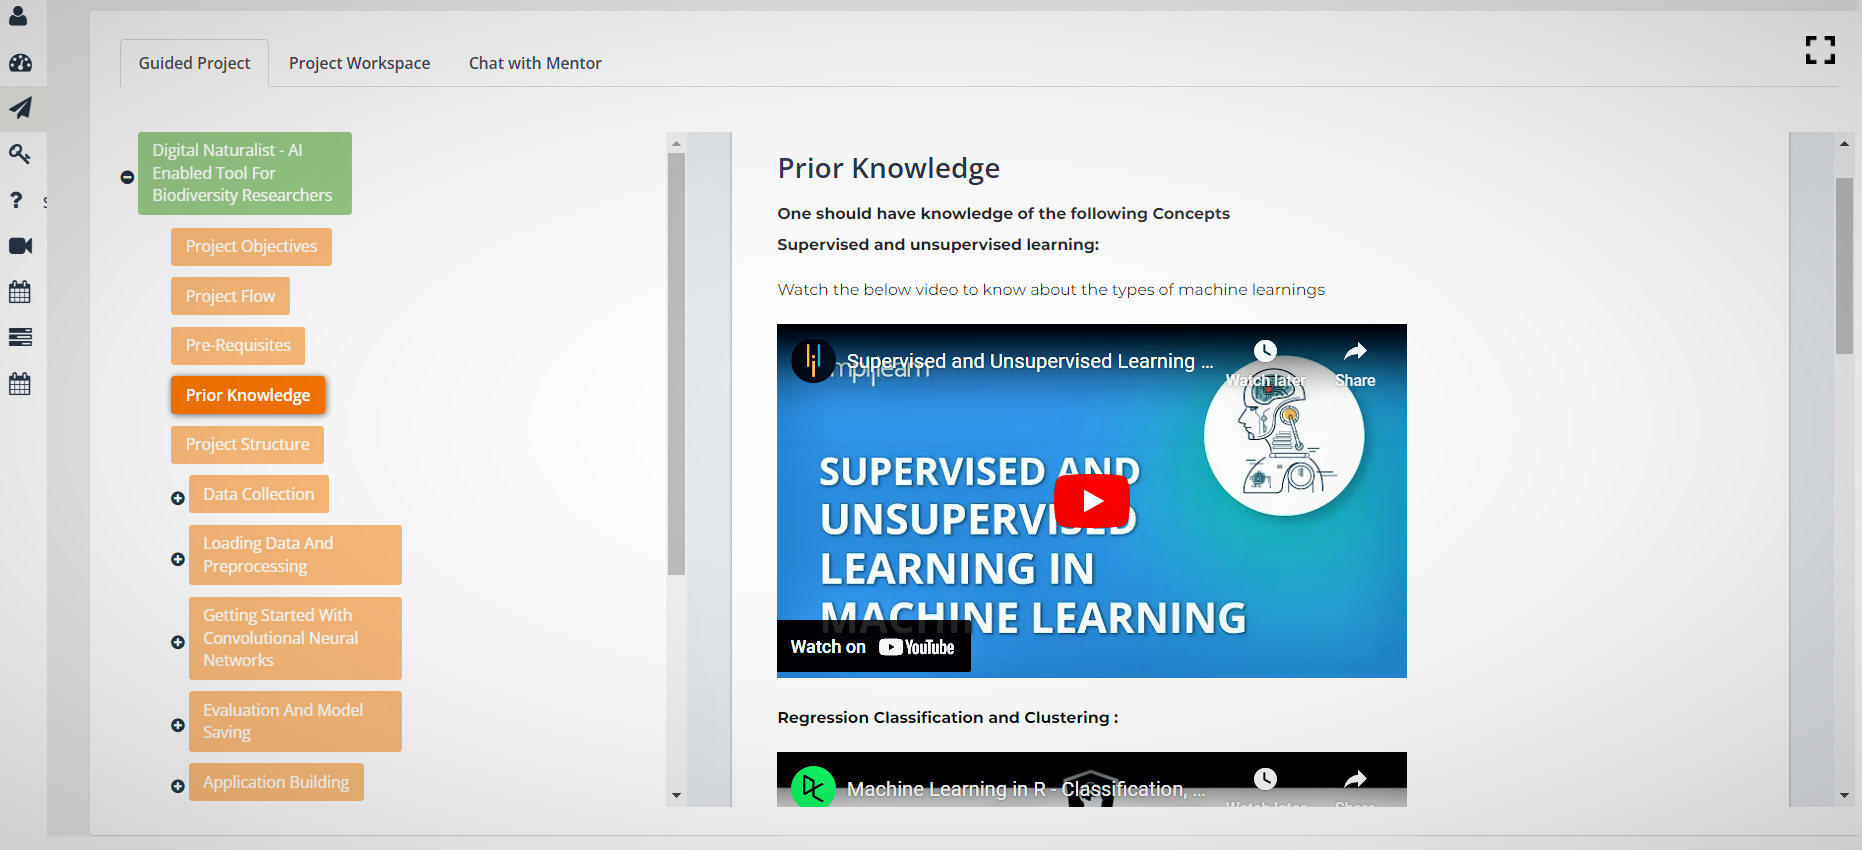 Guided Project
Project Workspace
Chat with Mentor
Digital Naturalist - AI
Enabled Tool For
Biodiversity Researchers
Project Objectives
Project Flow
Pre-Requisites
Prior Knowledge
Project Structure
Data Collection
Loading Data And
Preprocessing
Getting Started With
Convolutional Neural
Networks
Evaluation And Model
Saving
Application Building
Prior Knowledge
One should have knowledge of the following Concepts
Supervised and unsupervised learning:
Watch the below video to know about the types of machine learnings
Supervised and Unsupervised Learning ...
Watch later
Share
SUPERVISED AND
UNSUPERVISED
LEARNING IN
MACHINE LEARNING
Watch on YouTube
Regression Classification and Clustering :
Machine Learning in R - Classification, ...
Watch later
Share